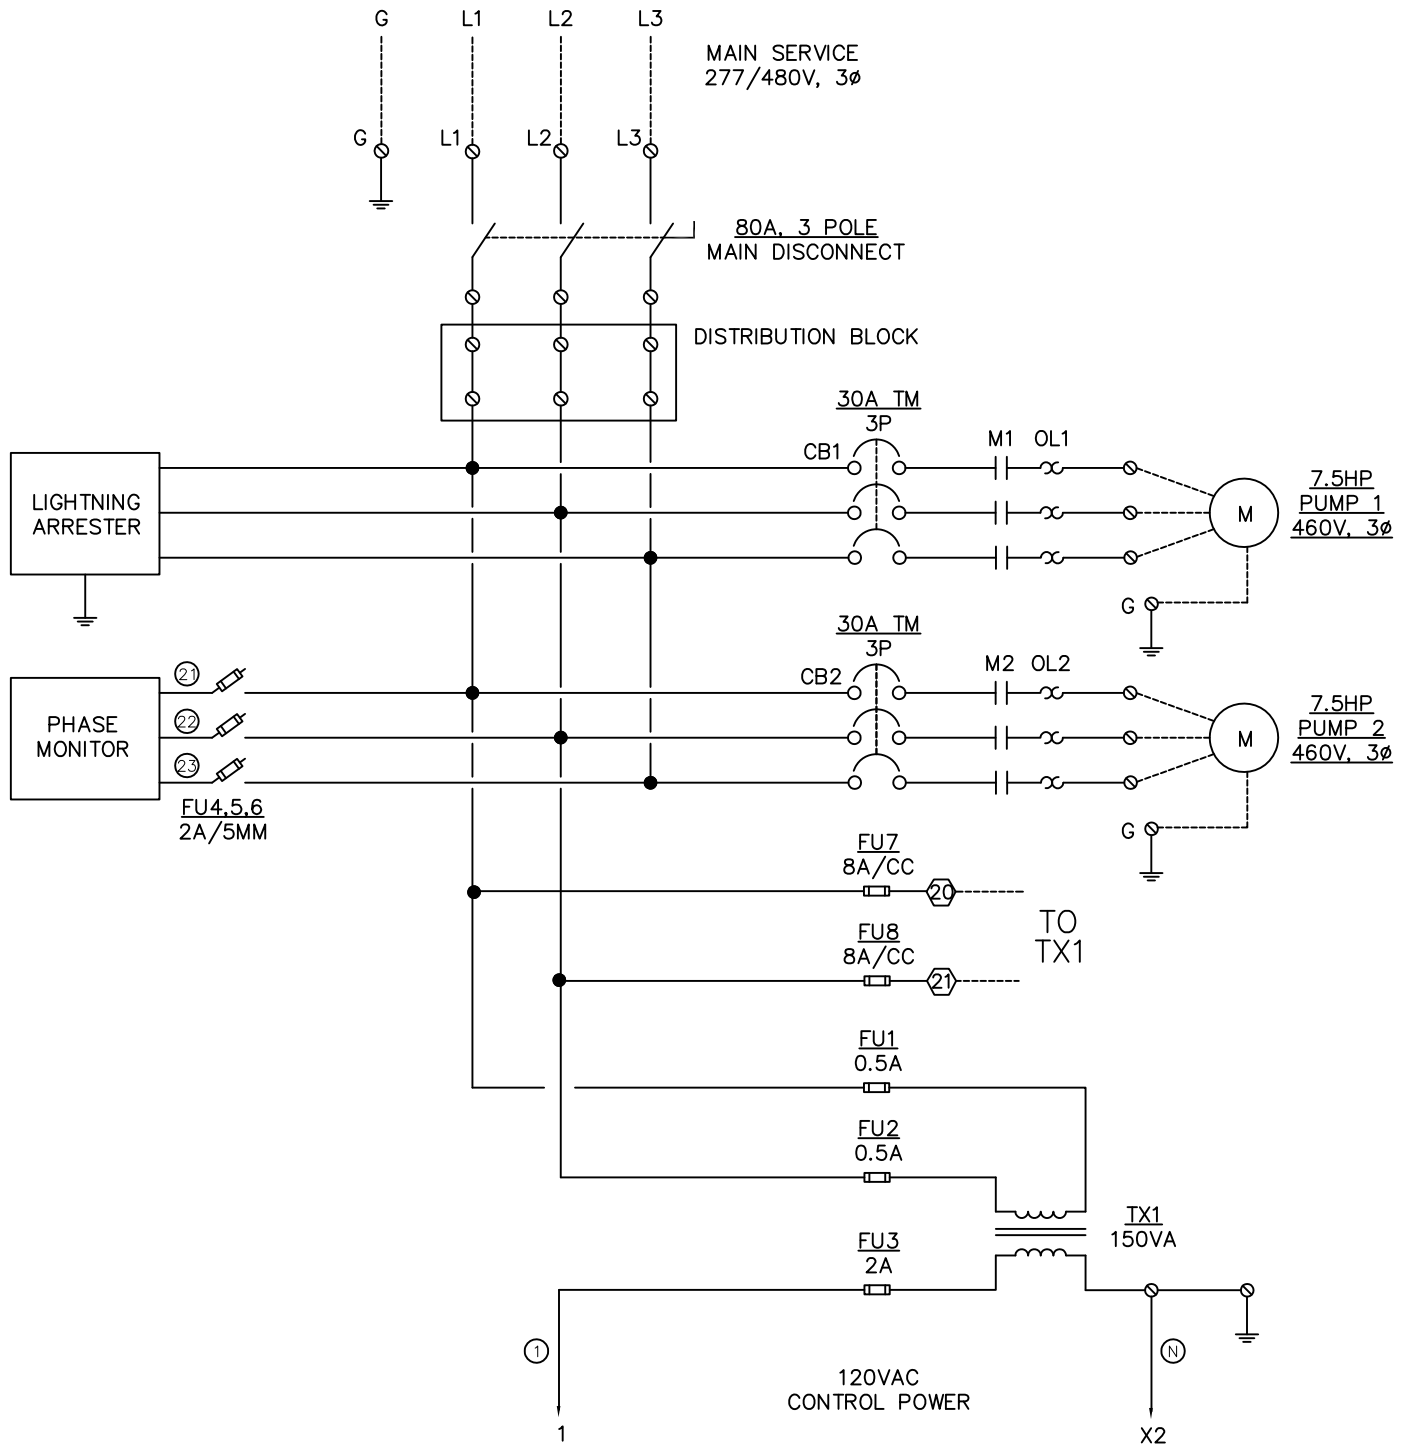 G L1 L2 L3
MAIN SERVICE
277/480V, 3ø
G L1 L2 L3
80A, 3 POLE
MAIN DISCONNECT
DISTRIBUTION BLOCK
30A TM
3P
CB1 M1 OL1
LIGHTNING
ARRESTER
7.5HP
PUMP 1
460V, 3ø
M
G
30A TM
3P
CB2 M2 OL2
21
22
23
PHASE
MONITOR
FU4,5,6
2A/5MM
7.5HP
PUMP 2
460V, 3ø
M
G
FU7
8A/CC
20
FU8
8A/CC
21
TO
TX1
FU1
0.5A
FU2
0.5A
TX1
150VA
FU3
2A
1
N
120VAC
CONTROL POWER
1
X2